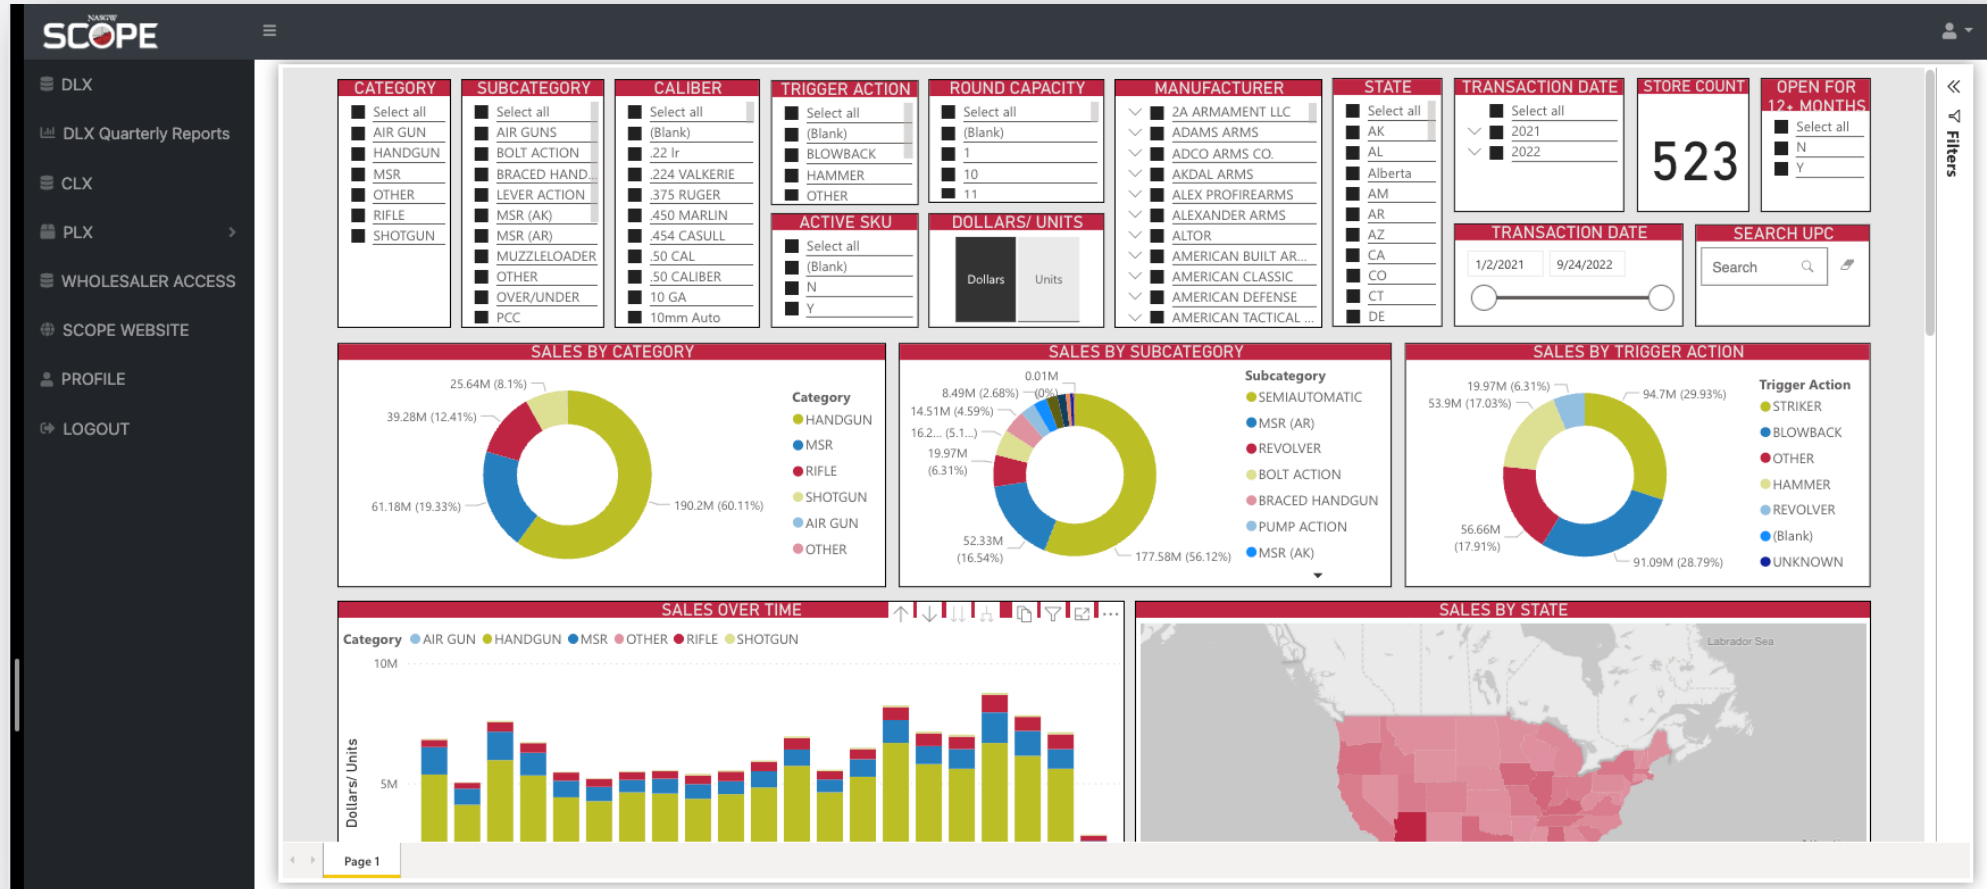 NASGW
SCOPE
DLX
DLX Quarterly Reports
CLX
PLX
WHOLESALER ACCESS
SCOPE WEBSITE
PROFILE
LOGOUT
CATEGORY
Select all
AIR GUN
HANDGUN
MSR
OTHER
RIFLE
SHOTGUN
SUBCATEGORY
Select all
AIR GUNS
BOLT ACTION
BRACED HAND...
LEVER ACTION
MSR (AK)
MSR (AR)
MUZZLELOADER
OTHER
OVER/UNDER
PCC
CALIBER
Select all
(Blank)
.22 lr
.224 VALKERIE
.375 RUGER
.450 MARLIN
.454 CASULL
.50 CAL
.50 CALIBER
10 GA
10mm Auto
TRIGGER ACTION
Select all
(Blank)
BLOWBACK
HAMMER
OTHER
ACTIVE SKU
Select all
(Blank)
N
Y
ROUND CAPACITY
Select all
(Blank)
1
10
11
DOLLARS/ UNITS
Dollars
Units
MANUFACTURER
2A ARMAMENT LLC
ADAMS ARMS
ADCO ARMS CO.
AKDAL ARMS
ALEX PROFIREARMS
ALEXANDER ARMS
ALTOR
AMERICAN BUILT AR...
AMERICAN CLASSIC
AMERICAN DEFENSE
AMERICAN TACTICAL ...
STATE
Select all
AK
AL
Alberta
AM
AR
AZ
CA
CO
CT
DE
TRANSACTION DATE
Select all
2021
2022
STORE COUNT
523
OPEN FOR
12+ MONTHS
Select all
N
Y
TRANSACTION DATE
1/2/2021
9/24/2022
SEARCH UPC
Search
Filters
SALES BY CATEGORY
25.64M (8.1%)
39.28M (12.41%)
61.18M (19.33%)
190.2M (60.11%)
Category
HANDGUN
MSR
RIFLE
SHOTGUN
AIR GUN
OTHER
SALES BY SUBCATEGORY
0.01M
(0%)
8.49M (2.68%)
14.51M (4.59%)
16.2... (5.1...)
19.97M
(6.31%)
52.33M
(16.54%)
177.58M (56.12%)
Subcategory
SEMIAUTOMATIC
MSR (AR)
REVOLVER
BOLT ACTION
BRACED HANDGUN
PUMP ACTION
MSR (AK)
SALES BY TRIGGER ACTION
19.97M (6.31%)
53.9M (17.03%)
94.7M (29.93%)
56.66M
(17.91%)
91.09M (28.79%)
Trigger Action
STRIKER
BLOWBACK
OTHER
HAMMER
REVOLVER
(Blank)
UNKNOWN
SALES OVER TIME
Category AIR GUN HANDGUN MSR OTHER RIFLE SHOTGUN
10M
5M
Dollars/ Units
SALES BY STATE
Labrador Sea
Page 1